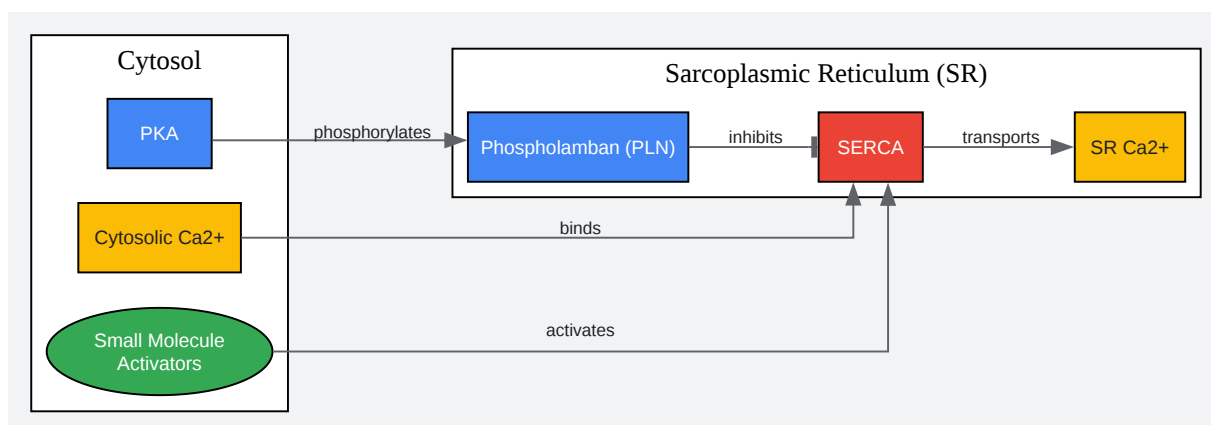 Cytosol
Sarcoplasmic Reticulum (SR)
PKA
phosphorylates
Phospholamban (PLN)
inhibits
SERCA
transports
SR Ca2+
Cytosolic Ca2+
binds
Small Molecule
Activators
activates